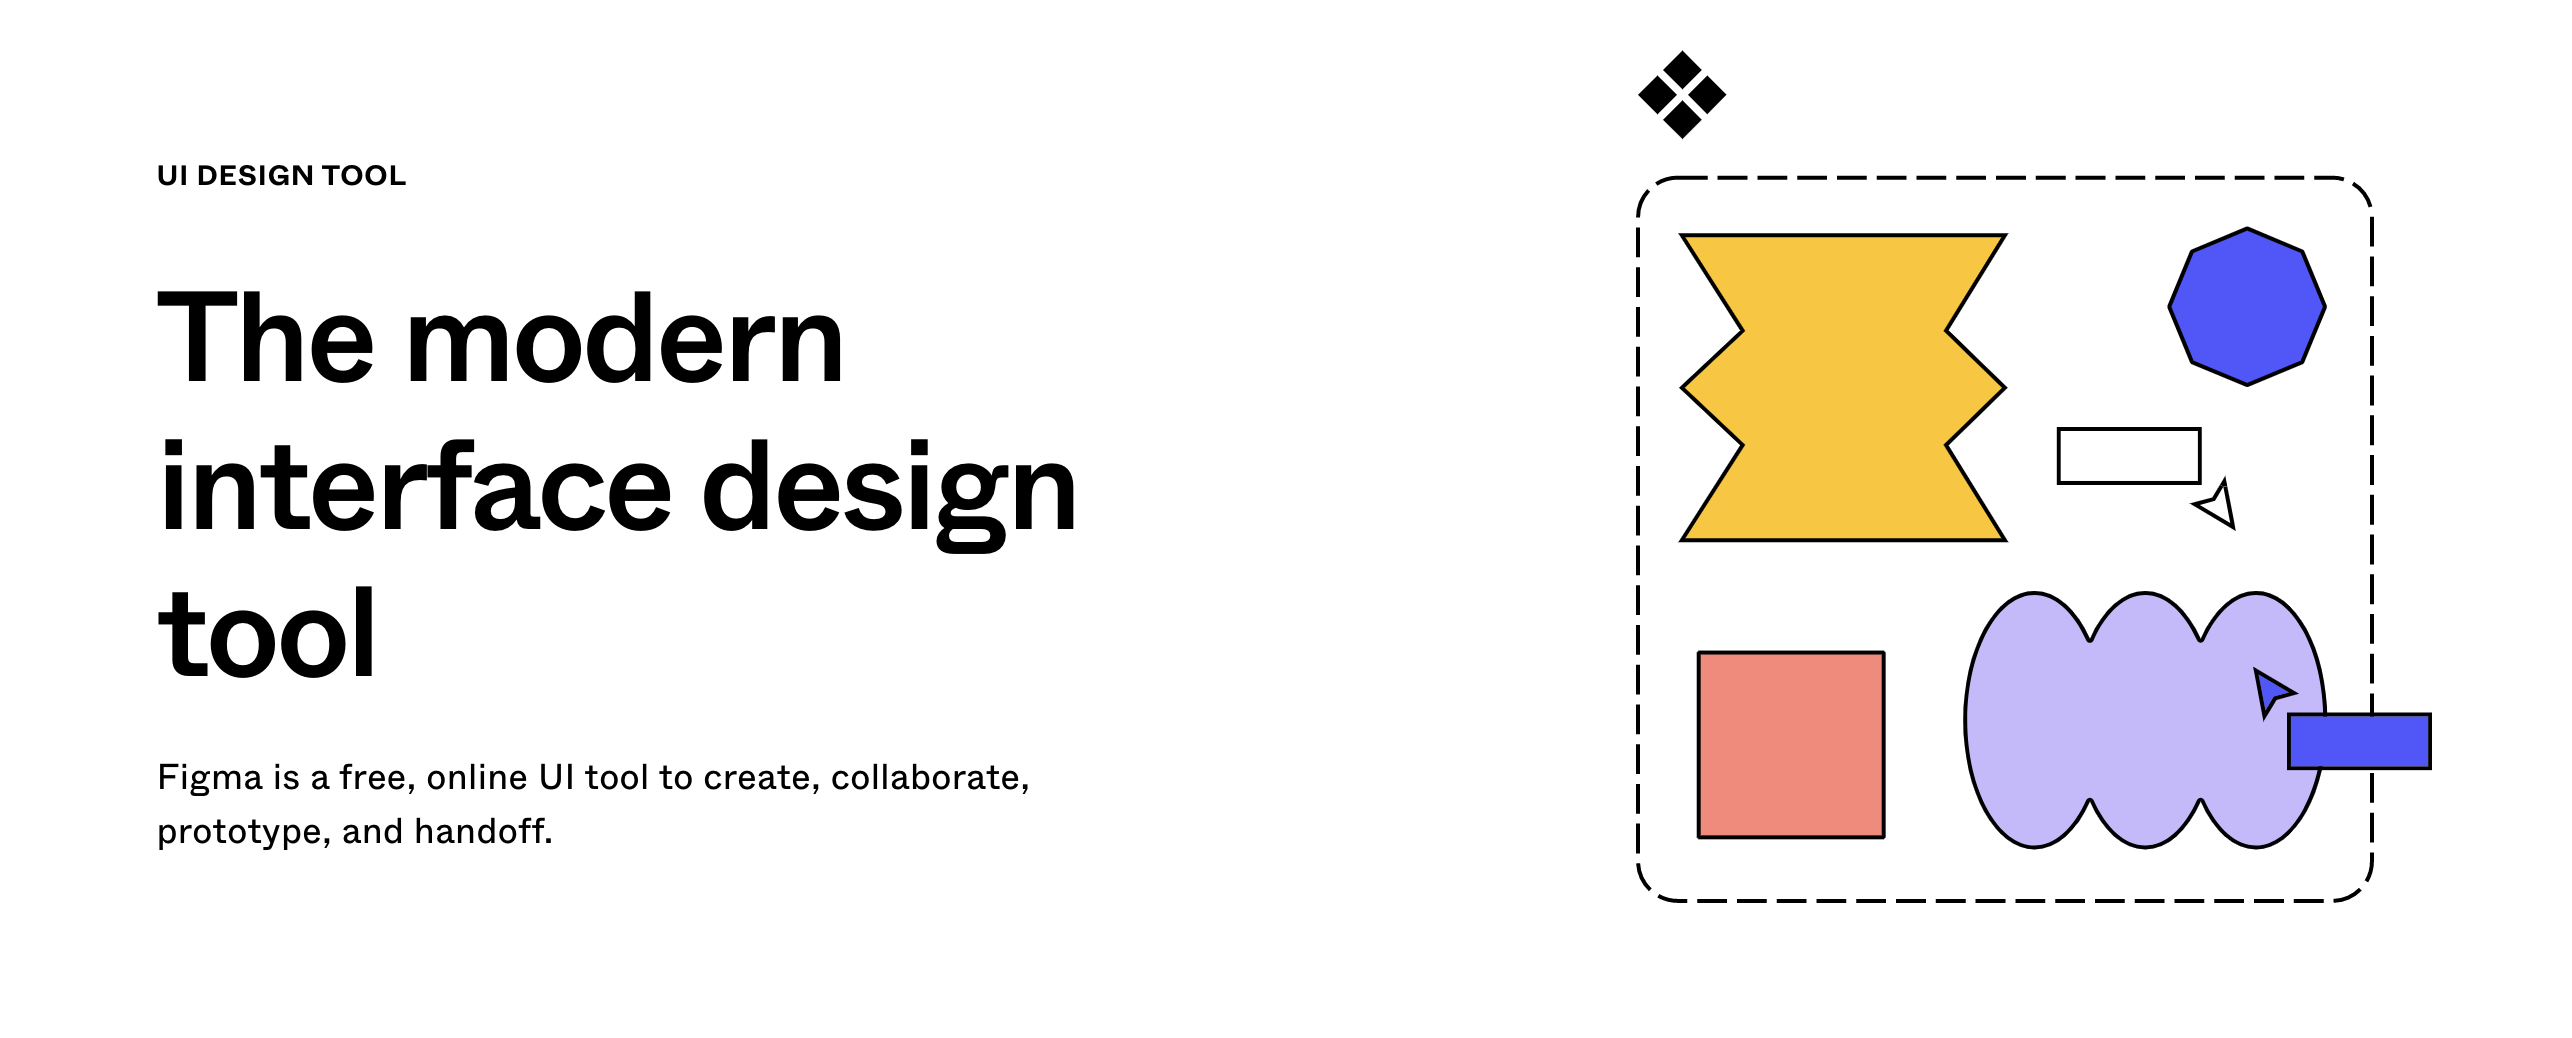 UI DESIGN TOOL
The modern
interface design
tool
Figma is a free, online UI tool to create, collaborate,
prototype, and handoff.